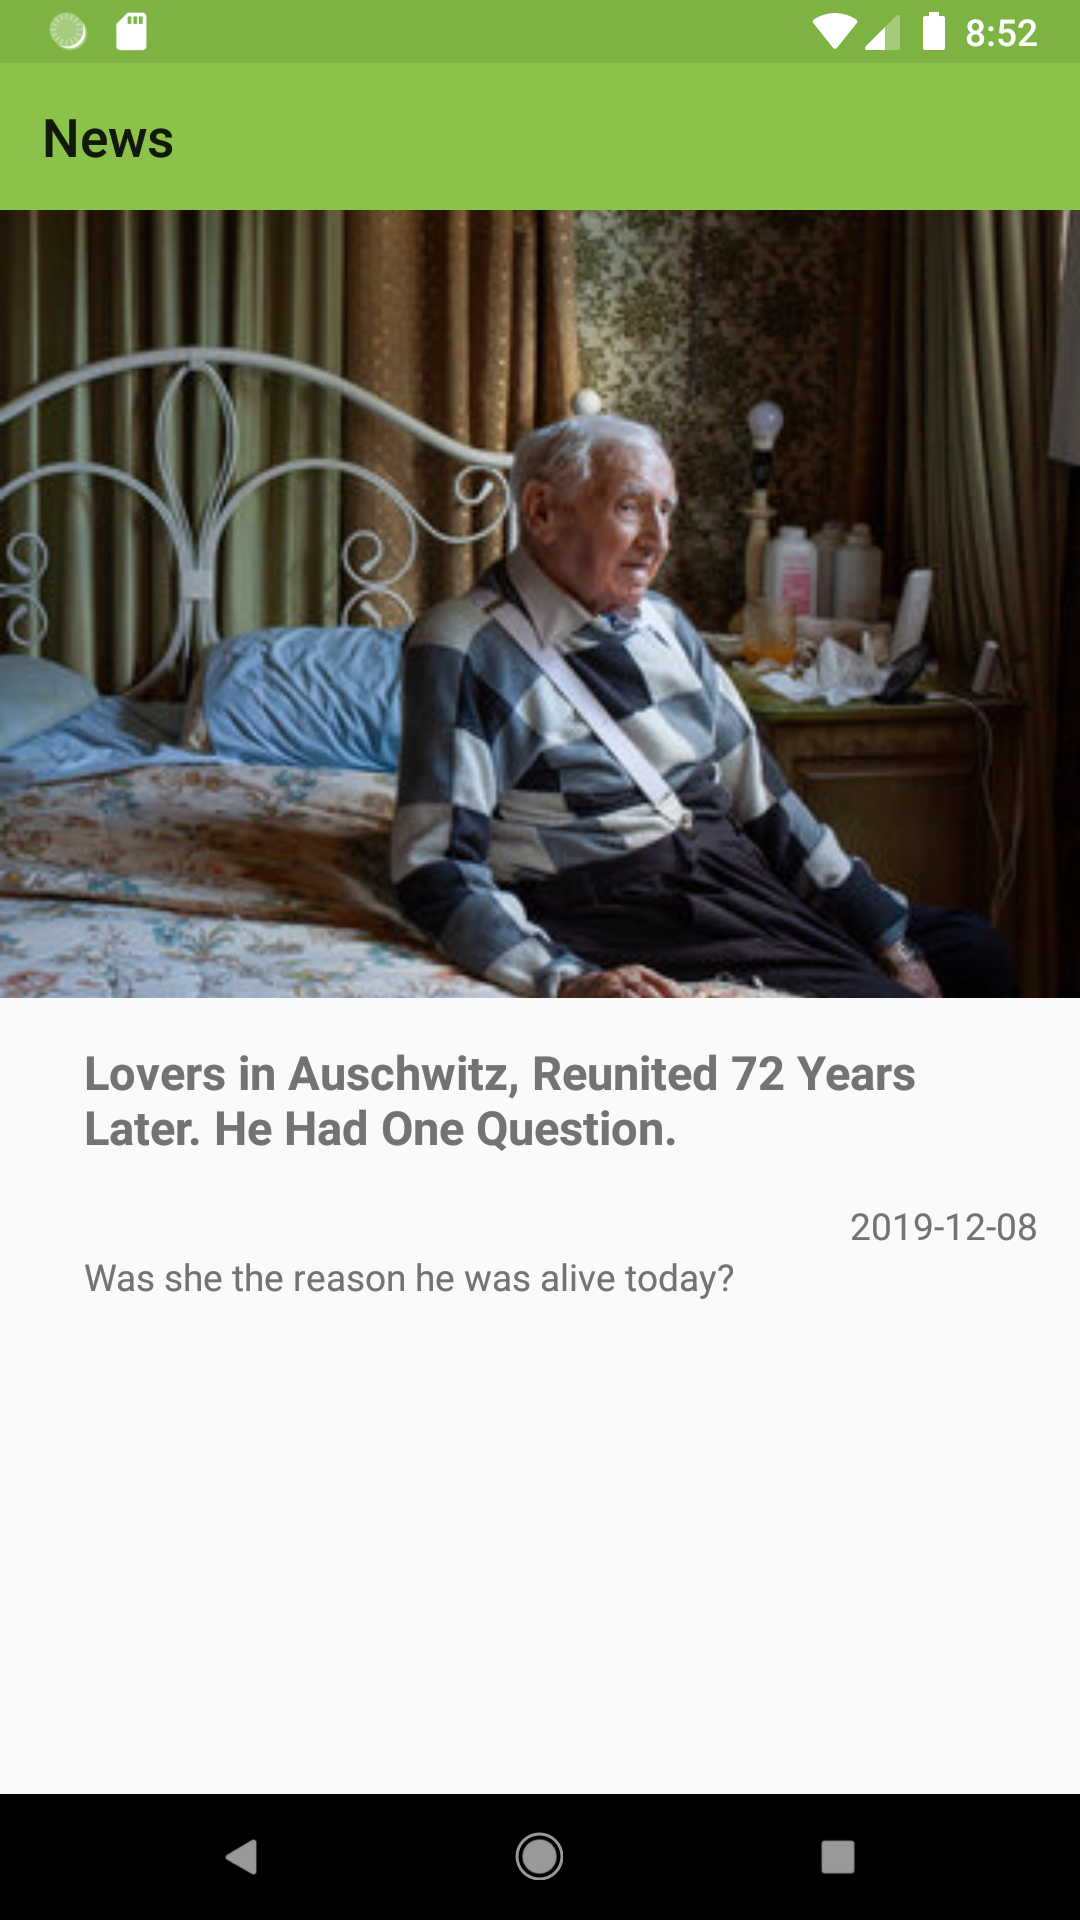 8:52
News
Lovers in Auschwitz, Reunited 72 Years
Later. He Had One Question.
2019-12-08
Was she the reason he was alive today?